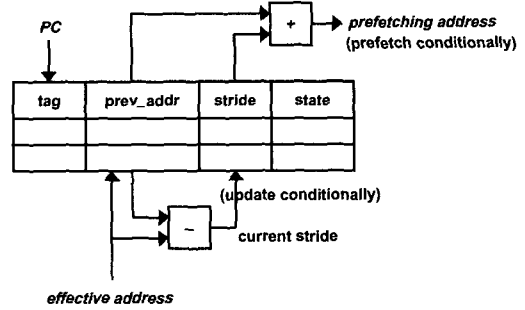 PC
+
prefetching address
(prefetch conditionally)
tag prev_addr stride state
(update conditionally)
−
current stride
effective address